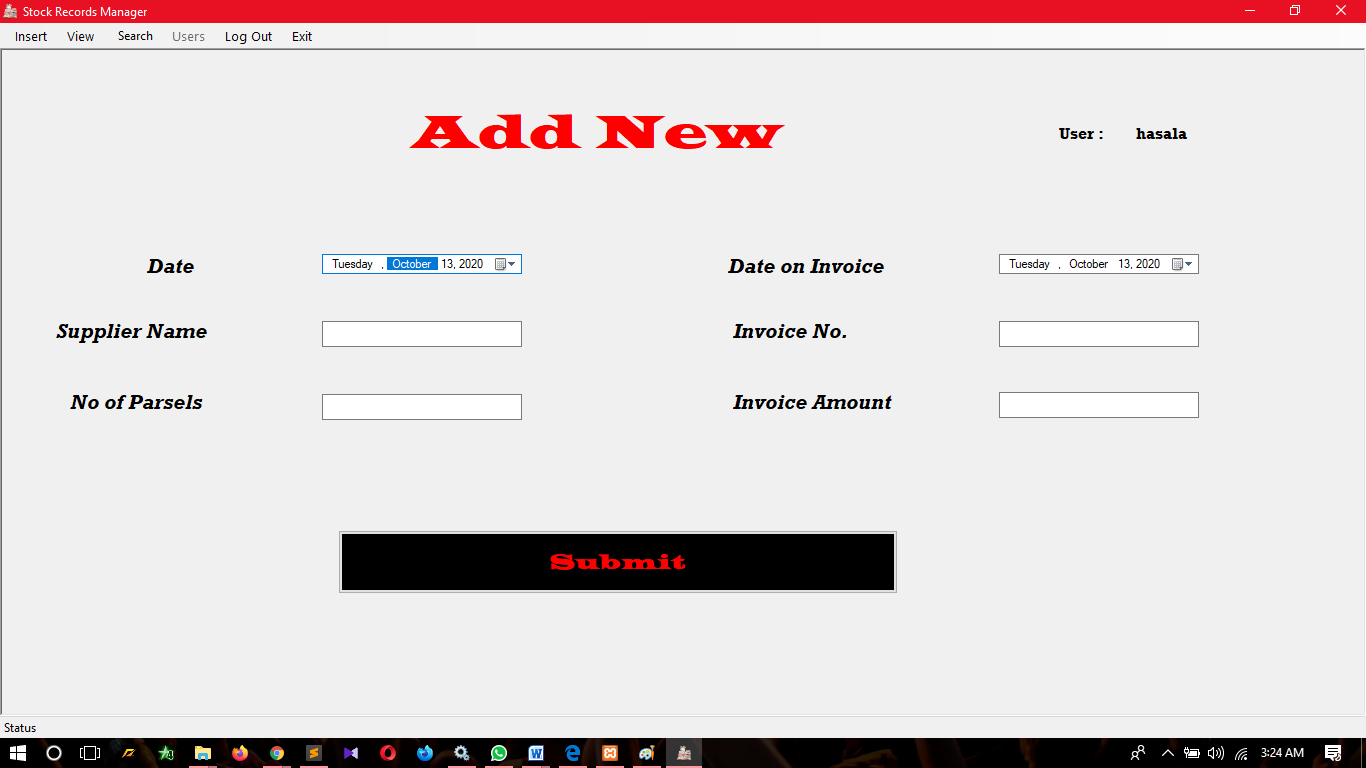 Stock Records Manager
Insert View Search Users Log Out Exit
Add New
User : hasala
Date Tuesday , October 13, 2020 Date on Invoice Tuesday , October 13, 2020
Supplier Name Invoice No.
No of Parsels Invoice Amount
Submit
Status
3:24 AM